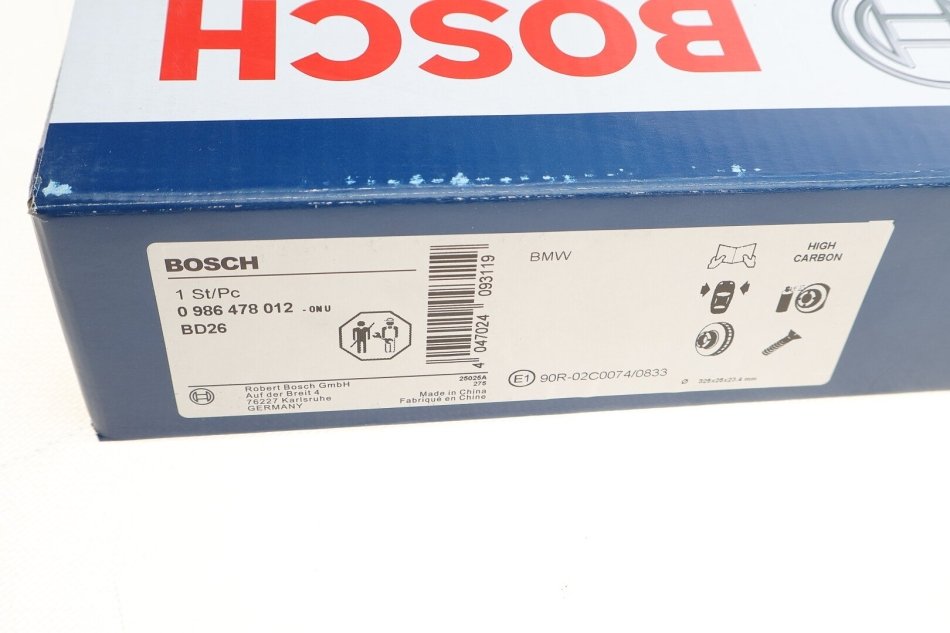 BOSCH
BOSCH
1 St/Pc
0 986 478 012 - ONU
BD26
4 047024 093119
BMW
HIGH
CARBON
25025A
275
Robert Bosch GmbH
Auf der Breit 4
76227 Karlsruhe
GERMANY
Made in China
Fabriqué en Chine
E1 90R-02C0074/0833
Ø